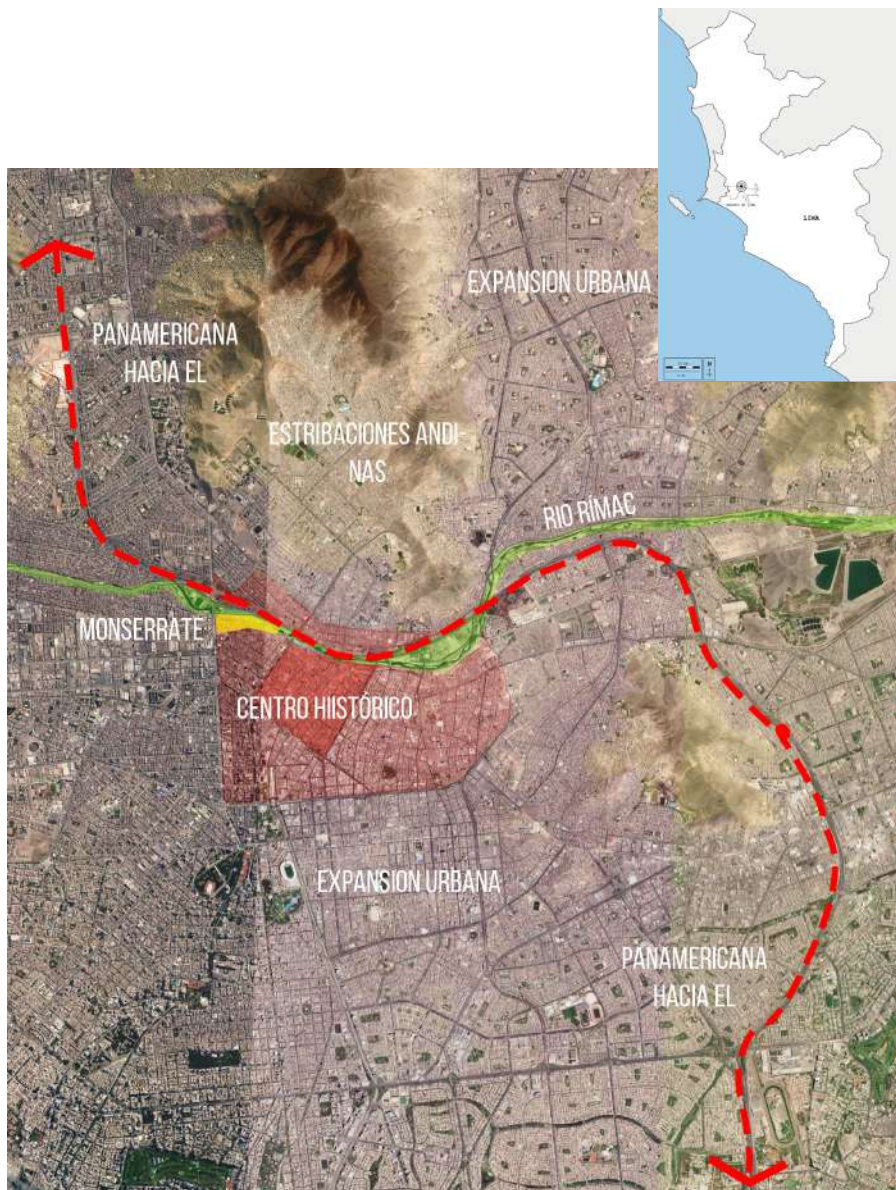 LIMA
EXPANSION URBANA
PANAMERICANA
HACIA EL
ESTRIBACIONES ANDI-
NAS
RIO RÍMAC
MONSERRATE
CENTRO HIISTÓRICO
EXPANSION URBANA
PANAMERICANA
HACIA EL